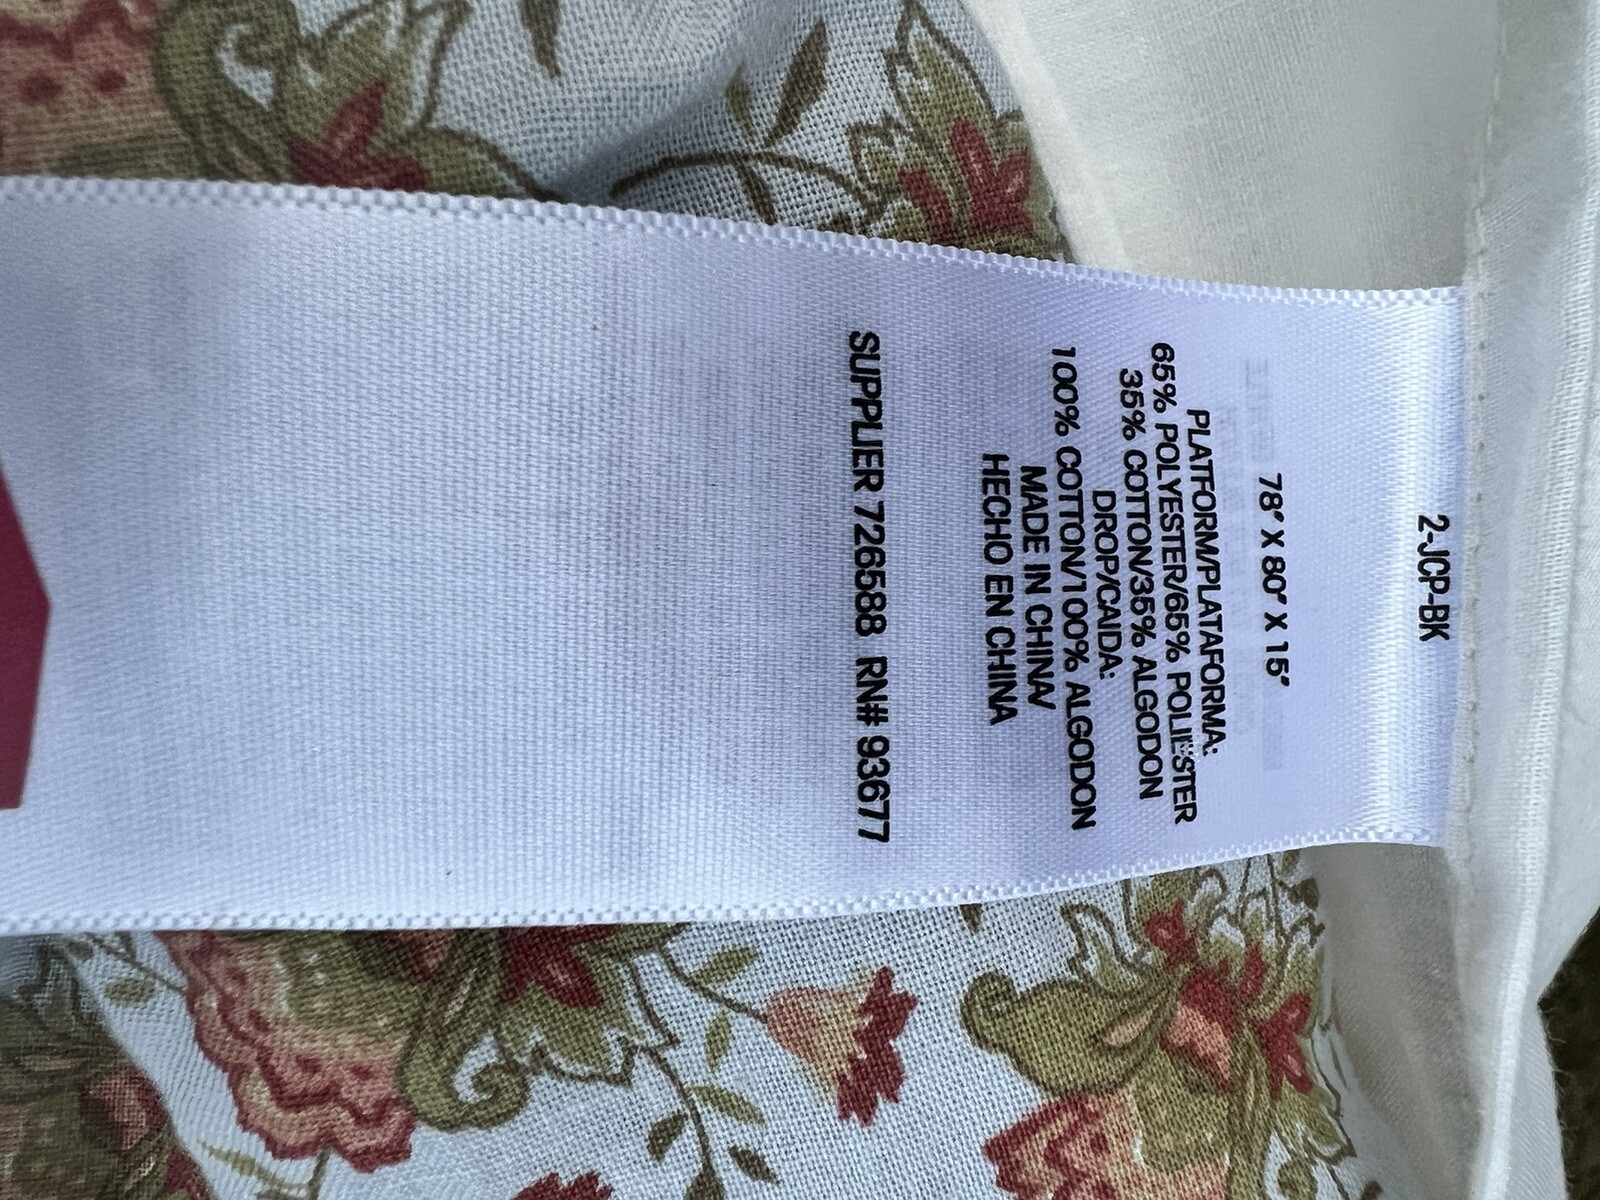 2-JCP-BK
78" X 80" X 15"
PLATFORM/PLATAFORMA:
65% POLYESTER/65% POLIESTER
35% COTTON/35% ALGODON
DROP/CAIDA:
100% COTTON/100% ALGODON
MADE IN CHINA/
HECHO EN CHINA
SUPPLIER 726588 RN# 93677